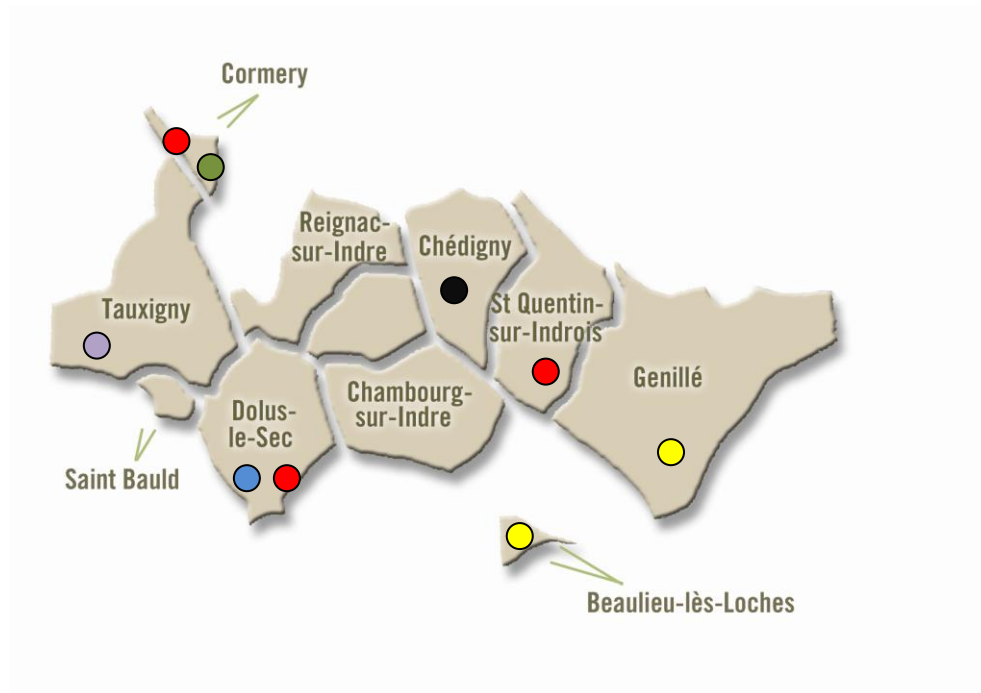 Cormery
Reignac-
sur-Indre
Chédigny
Tauxigny
St Quentin-
sur-Indrois
Genillé
Chambourg-
sur-Indre
Dolus-
le-Sec
Saint Bauld
Beaulieu-lès-Loches